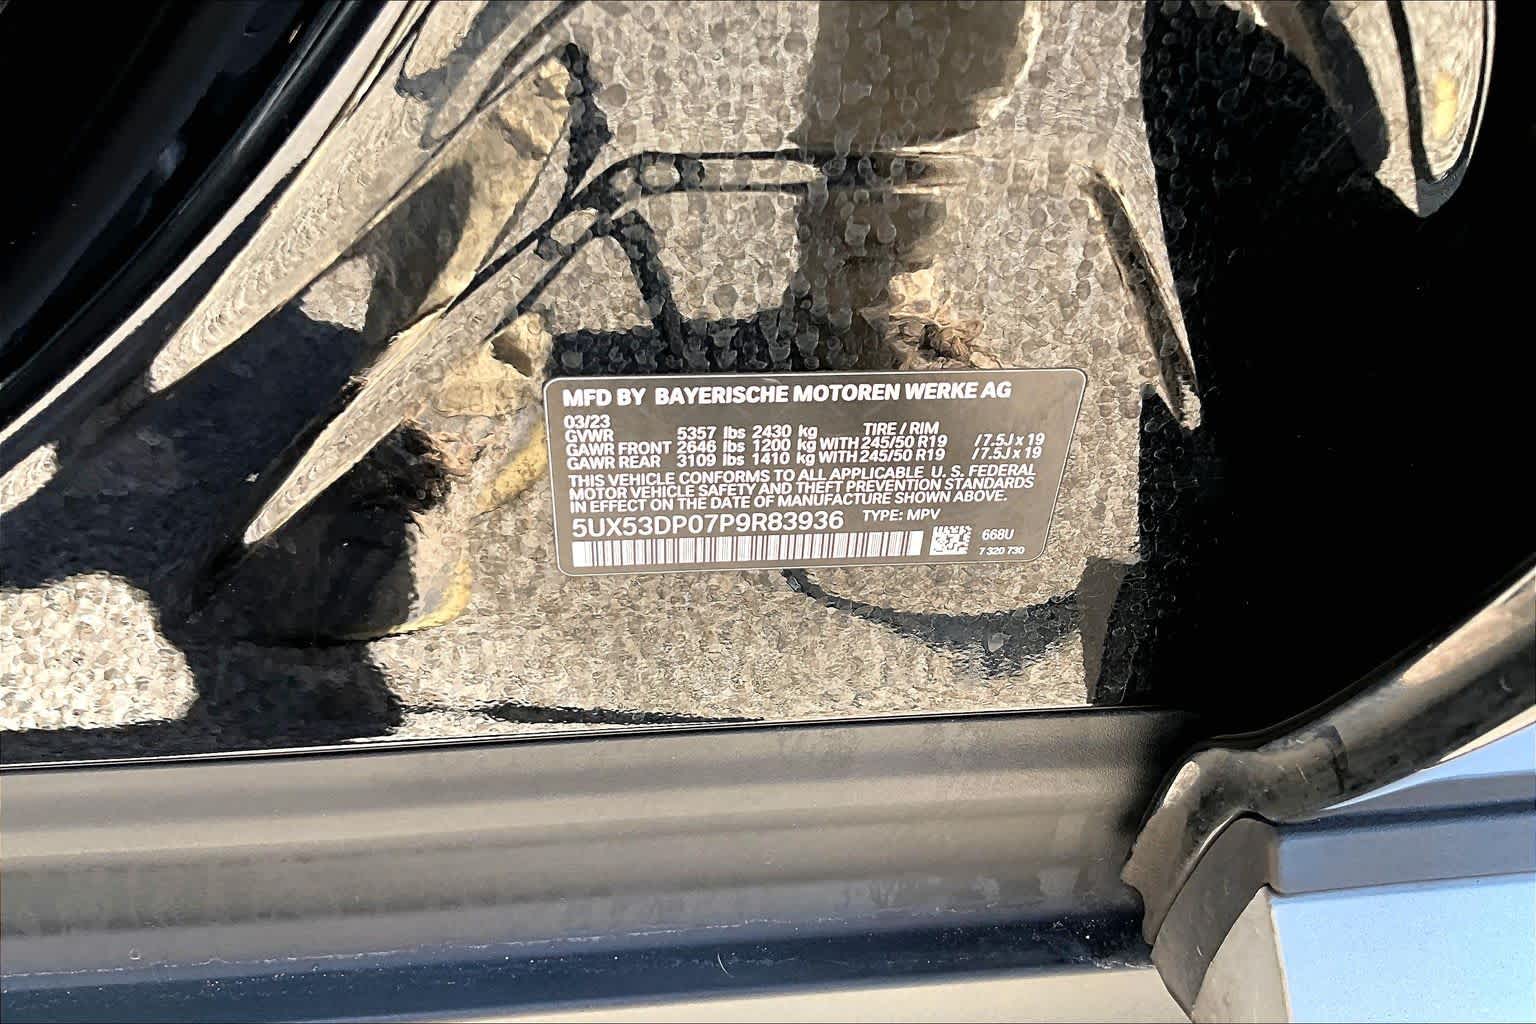 MFD BY BAYERISCHE MOTOREN WERKE AG
03/23 TIRE / RIM
GVWR 5357 lbs 2430 kg
GAWR FRONT 2646 lbs 1200 kg WITH 245/50 R19 /7.5J x 19
GAWR REAR 3109 lbs 1410 kg WITH 245/50 R19 /7.5J x 19
THIS VEHICLE CONFORMS TO ALL APPLICABLE U. S. FEDERAL
MOTOR VEHICLE SAFETY AND THEFT PREVENTION STANDARDS
IN EFFECT ON THE DATE OF MANUFACTURE SHOWN ABOVE.
5UX53DP07P9R83936 TYPE: MPV
668U
7 320 730